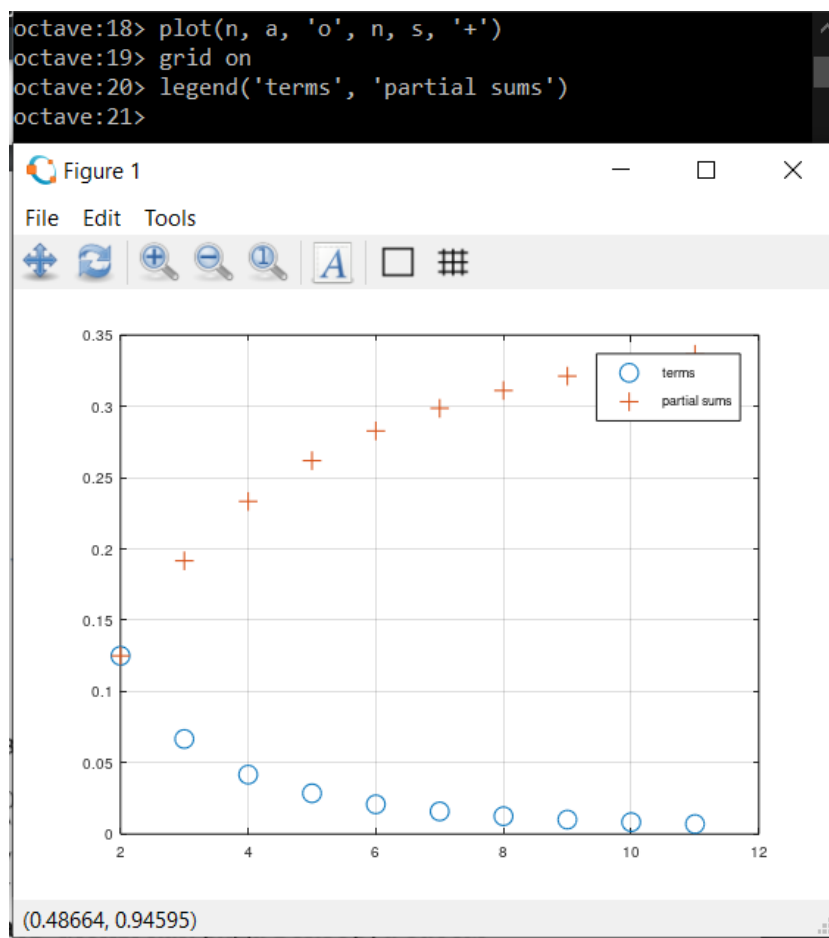 octave:18> plot(n, a, 'o', n, s, '+')
octave:19> grid on
octave:20> legend('terms', 'partial sums')
octave:21>
Figure 1
File Edit Tools
A
0.35
0.3
0.25
0.2
0.15
0.1
0.05
0
2 4 6 8 10 12
terms
partial sums
(0.48664, 0.94595)